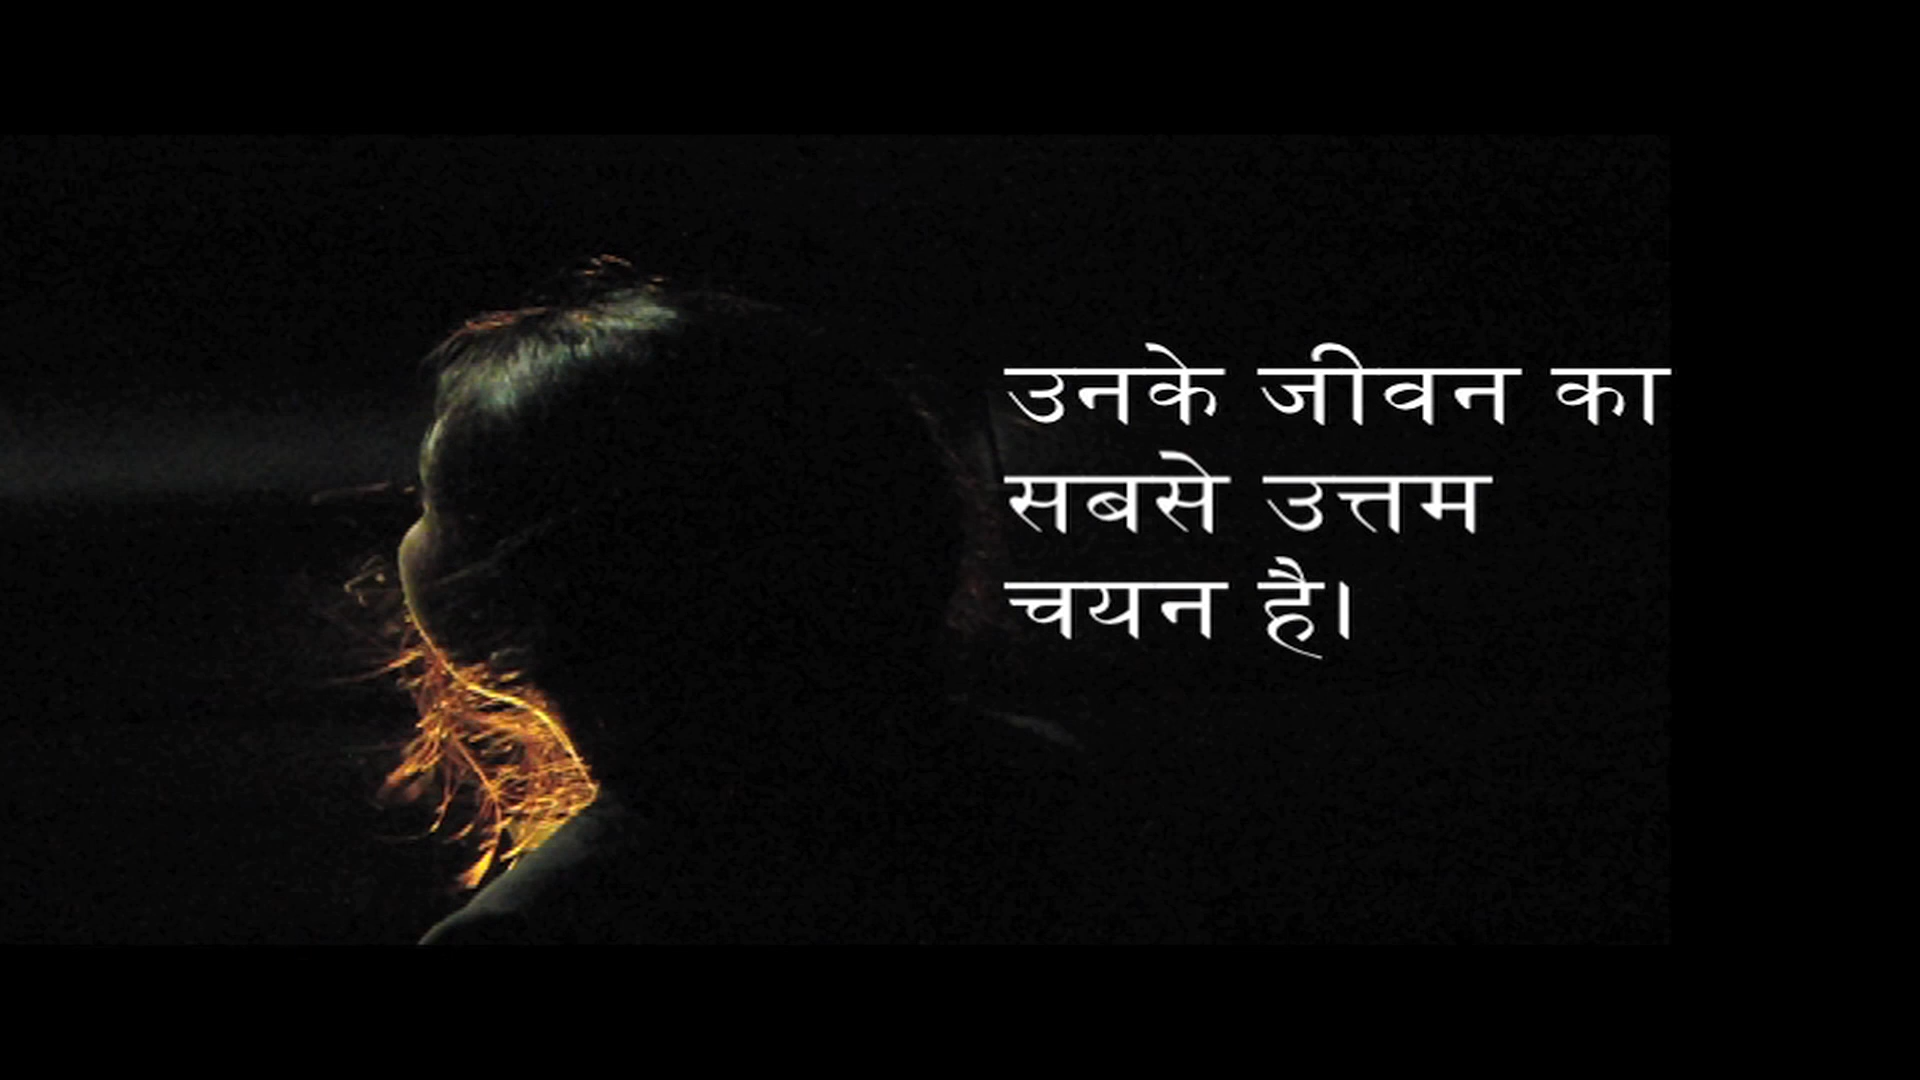 उनके जीवन का
सबसे उत्तम
चयन है।